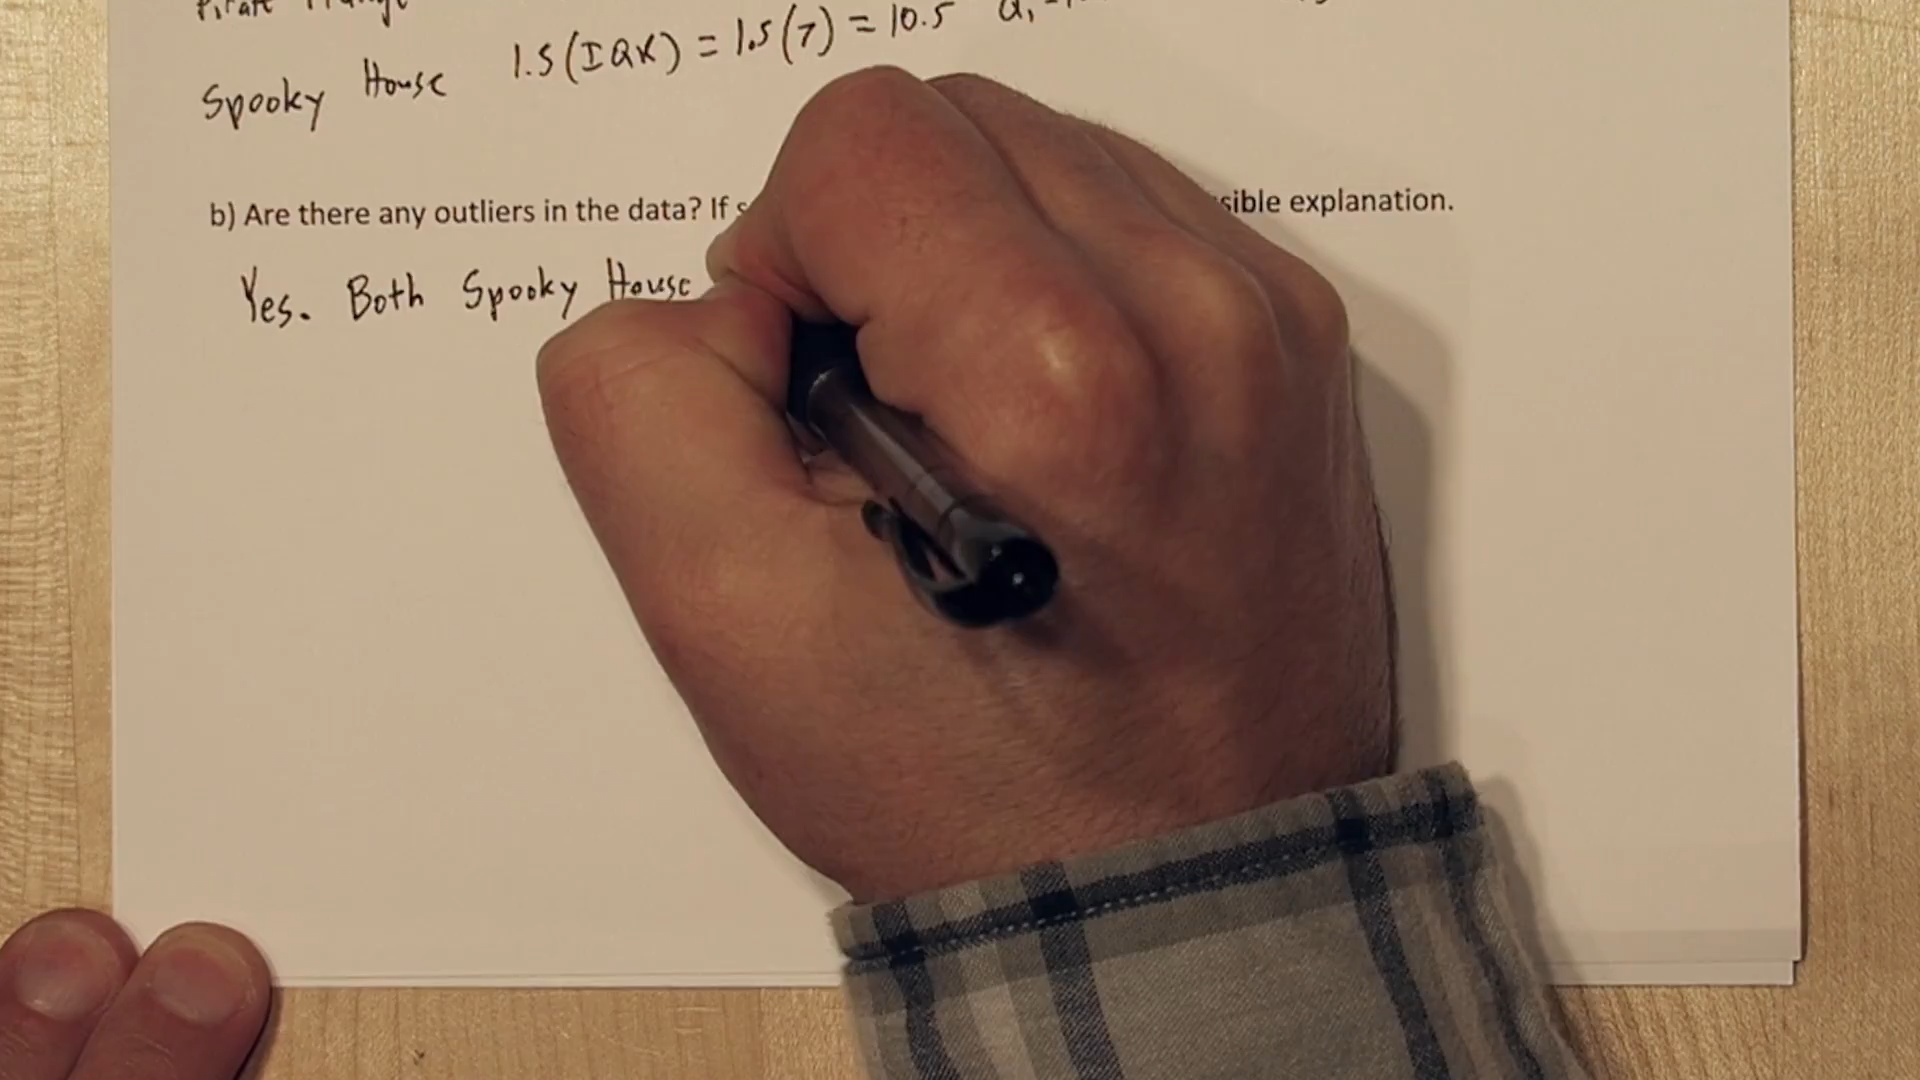 Spooky House 1.5(IQR) = 1.5(7) = 10.5
b) Are there any outliers in the data? If explanation.
Yes. Both Spooky House